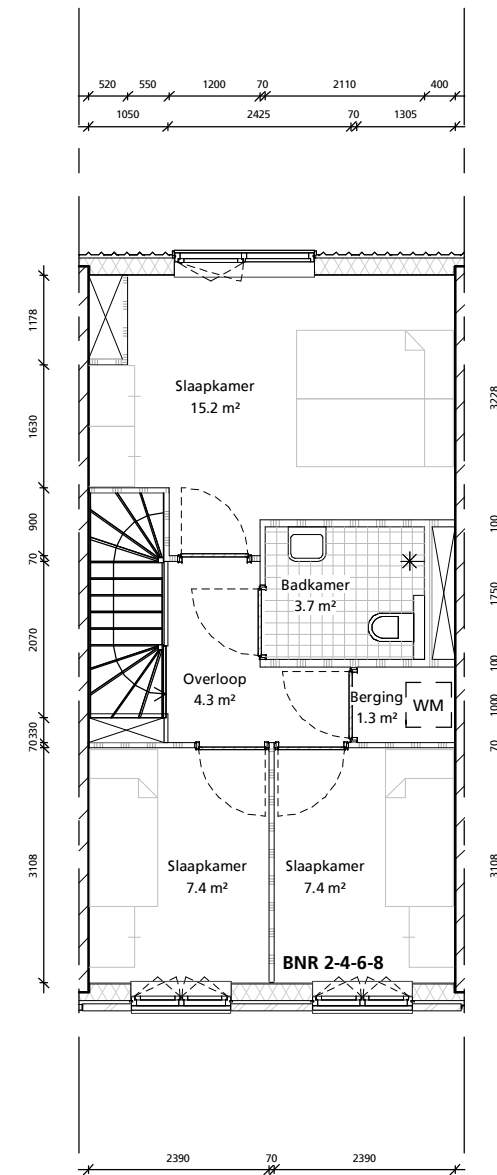 520 550 1200 70 2110 400
1050 2425 70 1305
1178
1630
900
70
2070
330
70
3108
3228
100
1750
100
1000
70
3108
Slaapkamer
15.2 m²
Badkamer
3.7 m²
Overloop
4.3 m²
Berging
1.3 m²
WM
Slaapkamer
7.4 m²
Slaapkamer
7.4 m²
BNR 2-4-6-8
2390 70 2390